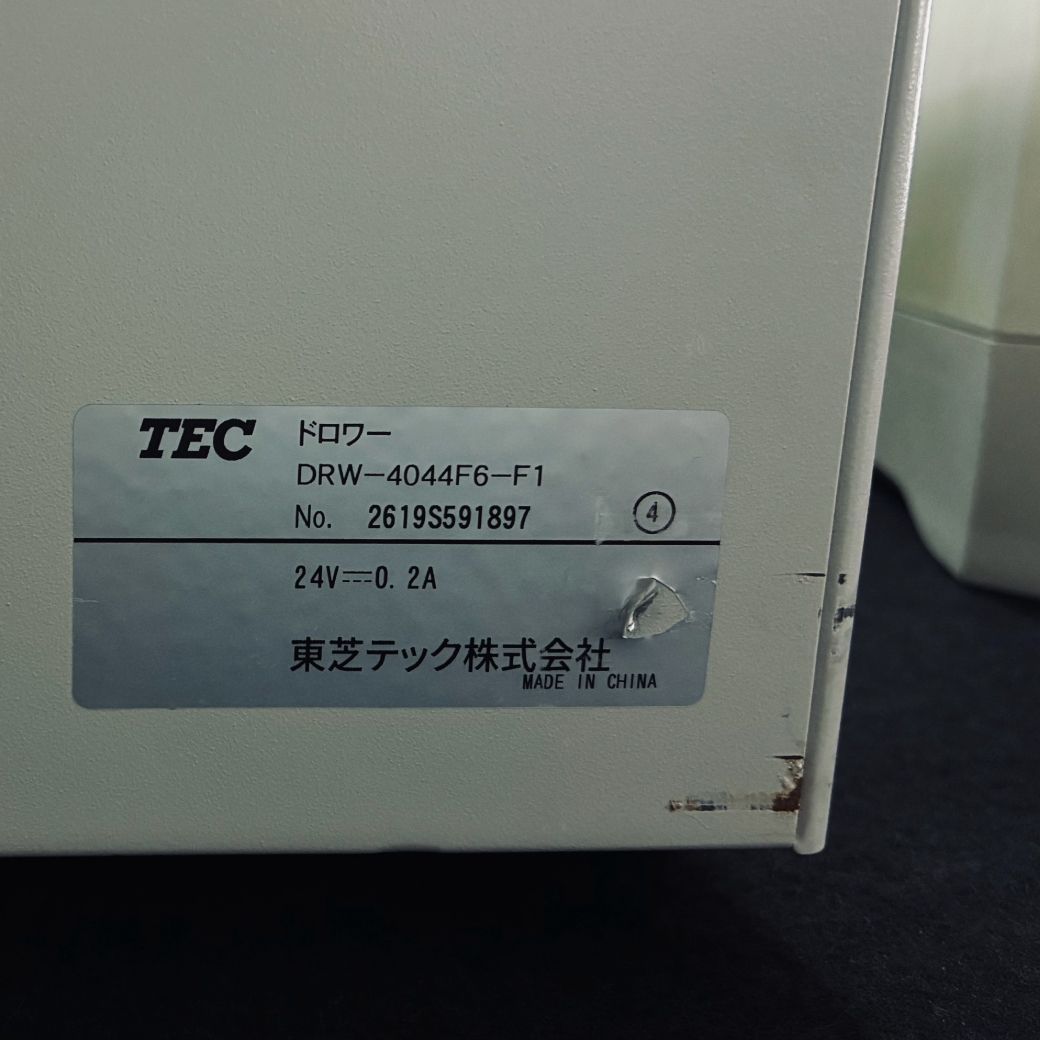 TEC ドロワー
DRW-4044F6-F1
No. 2619S591897 ④
24V⎓0.2A
東芝テック株式会社
MADE IN CHINA